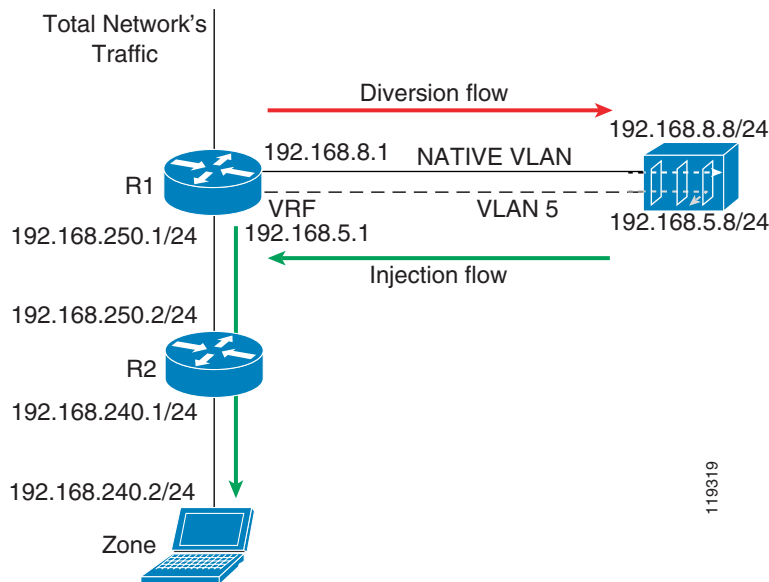 Total Network's
Traffic
Diversion flow
192.168.8.8/24
192.168.8.1
NATIVE VLAN
R1
VRF
VLAN 5
192.168.5.8/24
192.168.250.1/24
192.168.5.1
Injection flow
192.168.250.2/24
R2
192.168.240.1/24
192.168.240.2/24
Zone
119319